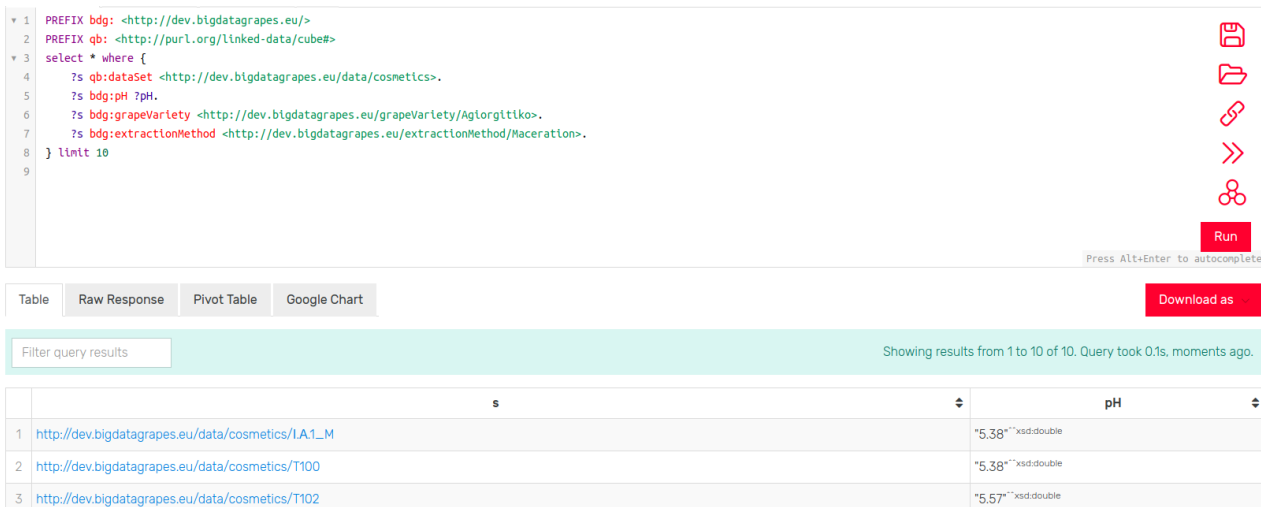 1 PREFIX bdg: <http://dev.bigdatagrapes.eu/>
2 PREFIX qb: <http://purl.org/linked-data/cube#>
3 select * where {
4 ?s qb:dataSet <http://dev.bigdatagrapes.eu/data/cosmetics>.
5 ?s bdg:pH ?pH.
6 ?s bdg:grapeVariety <http://dev.bigdatagrapes.eu/grapeVariety/Agiorgitiko>.
7 ?s bdg:extractionMethod <http://dev.bigdatagrapes.eu/extractionMethod/Maceration>.
8 } limit 10
9
Run
Press Alt+Enter to autocomplete
Table Raw Response Pivot Table Google Chart Download as
Filter query results Showing results from 1 to 10 of 10. Query took 0.1s, moments ago.
s pH
1 http://dev.bigdatagrapes.eu/data/cosmetics/I.A.1_M "5.38"^^xsd:double
2 http://dev.bigdatagrapes.eu/data/cosmetics/T100 "5.38"^^xsd:double
3 http://dev.bigdatagrapes.eu/data/cosmetics/T102 "5.57"^^xsd:double